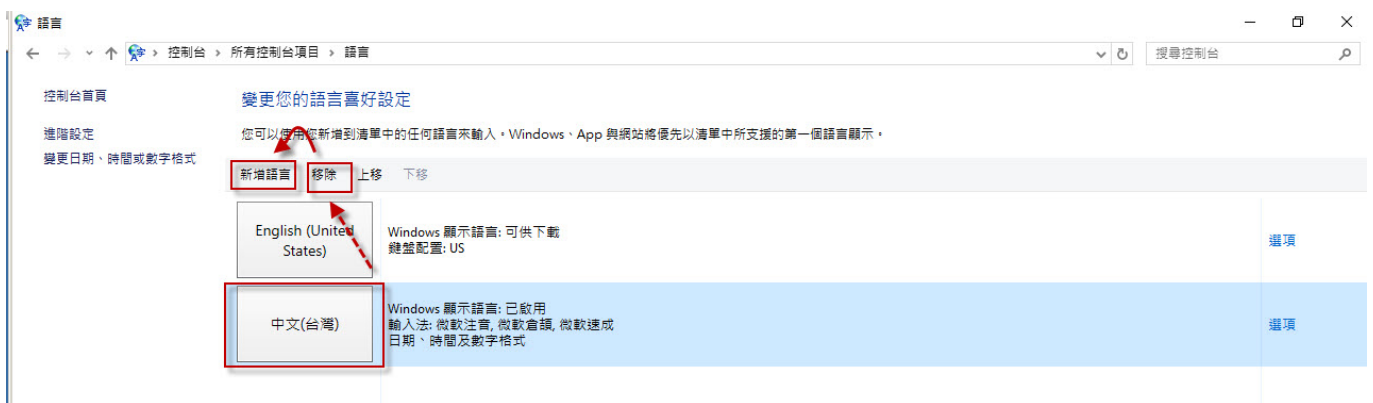 語言
控制台 › 所有控制台項目 › 語言
搜尋控制台
控制台首頁
進階設定
變更日期、時間或數字格式
變更您的語言喜好設定
您可以使用您新增到清單中的任何語言來輸入。Windows、App 與網站將優先以清單中所支援的第一個語言顯示。
新增語言 移除 上移 下移
English (United
States)
Windows 顯示語言: 可供下載
鍵盤配置: US
選項
中文(台灣)
Windows 顯示語言: 已啟用
輸入法: 微軟注音, 微軟倉頡, 微軟速成
日期、時間及數字格式
選項